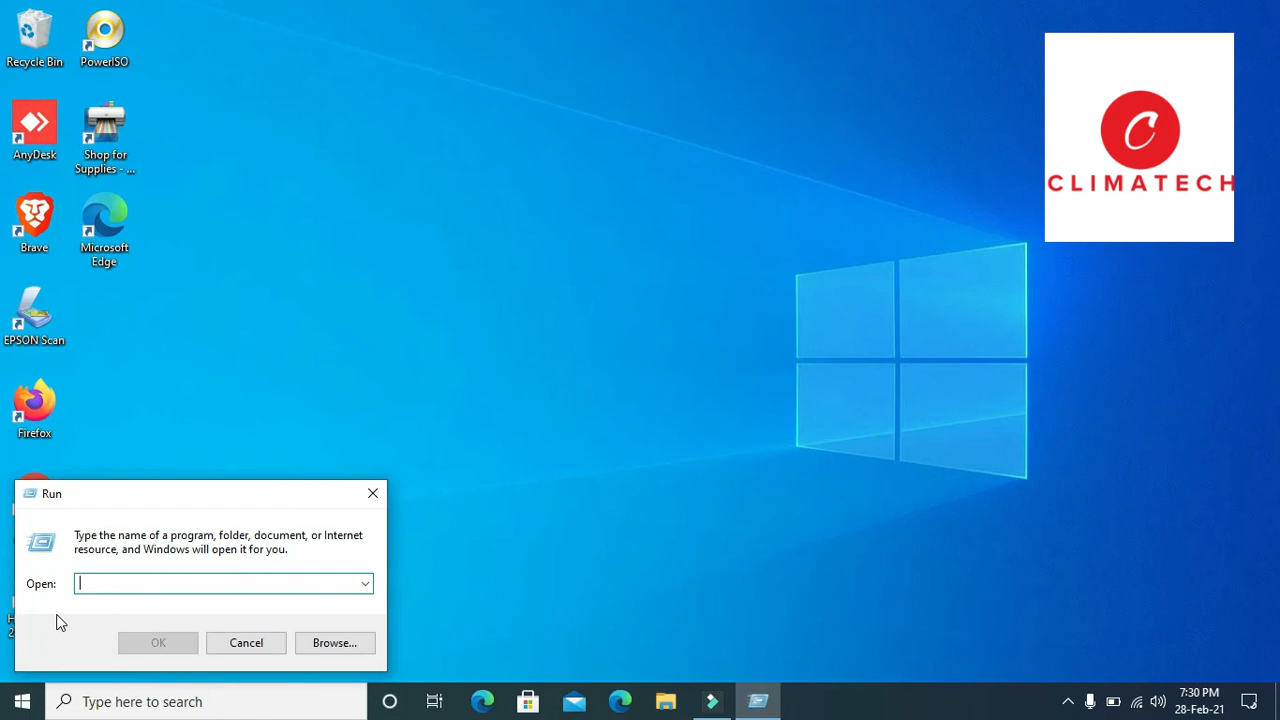 Recycle Bin
PowerISO
AnyDesk
Shop for
Supplies - ...
Brave
Microsoft
Edge
EPSON Scan
Firefox
C
CLIMATECH
Run
Type the name of a program, folder, document, or Internet
resource, and Windows will open it for you.
Open:
OK
Cancel
Browse...
Type here to search
7:30 PM
28-Feb-21